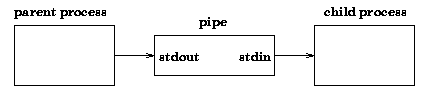 parent process
pipe
child process
stdout
stdin